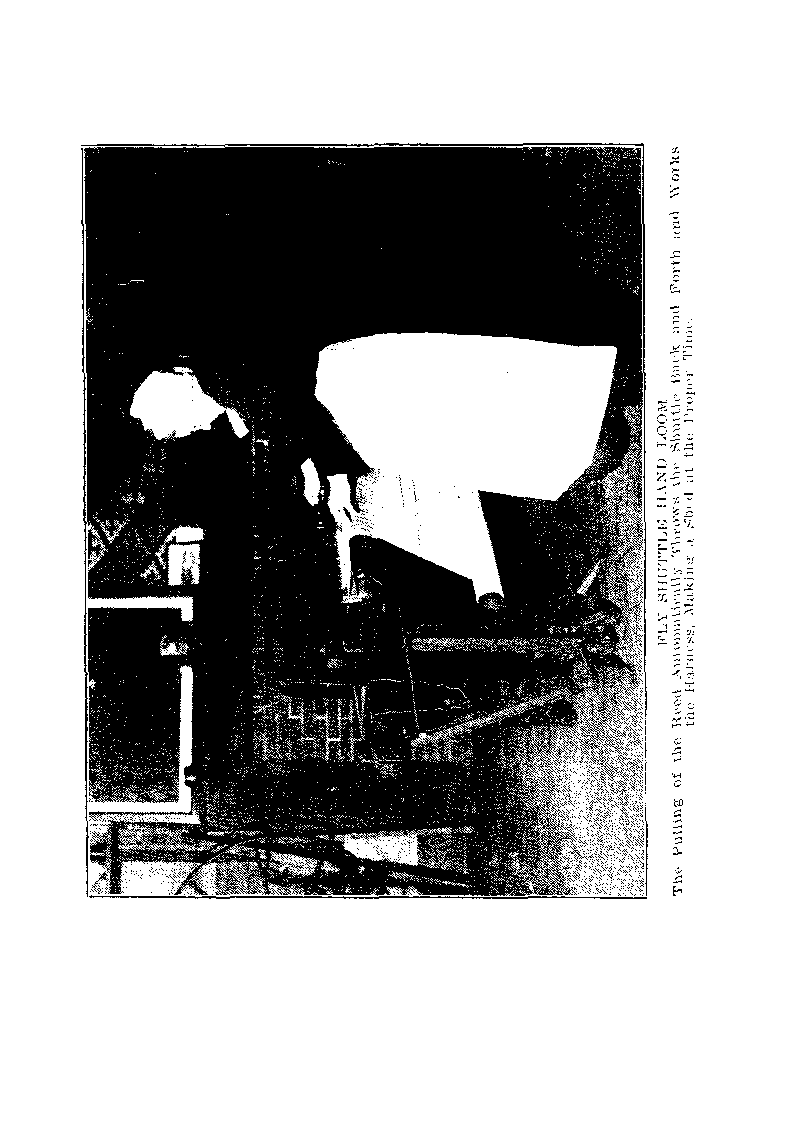 FLY SHUTTLE HAND LOOM
The Pulling of the Reed Automatically Throws the Shuttle Back and Forth and Works
the Harness, Making a Shed at the Proper Time.